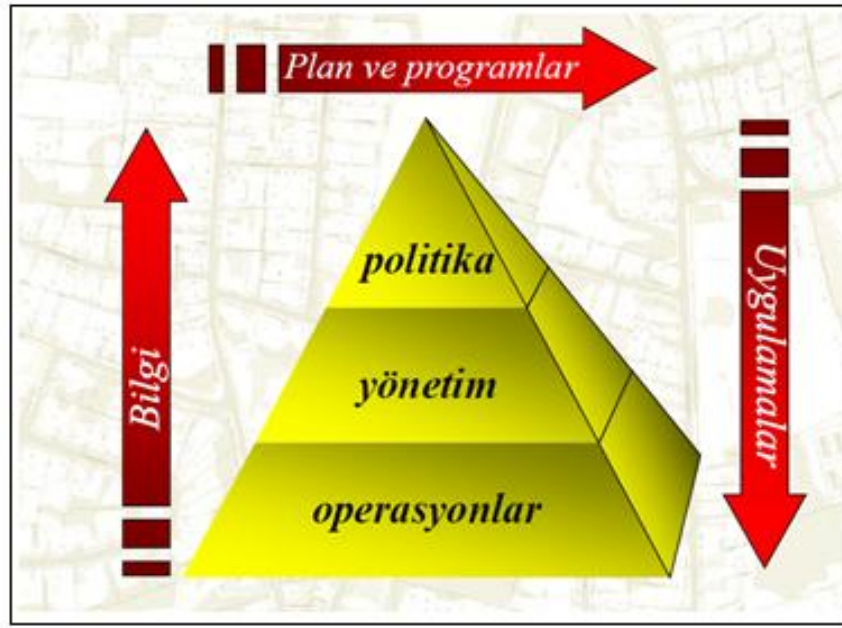 Plan ve programlar
Bilgi
politika
yönetim
operasyonlar
Uygulamalar